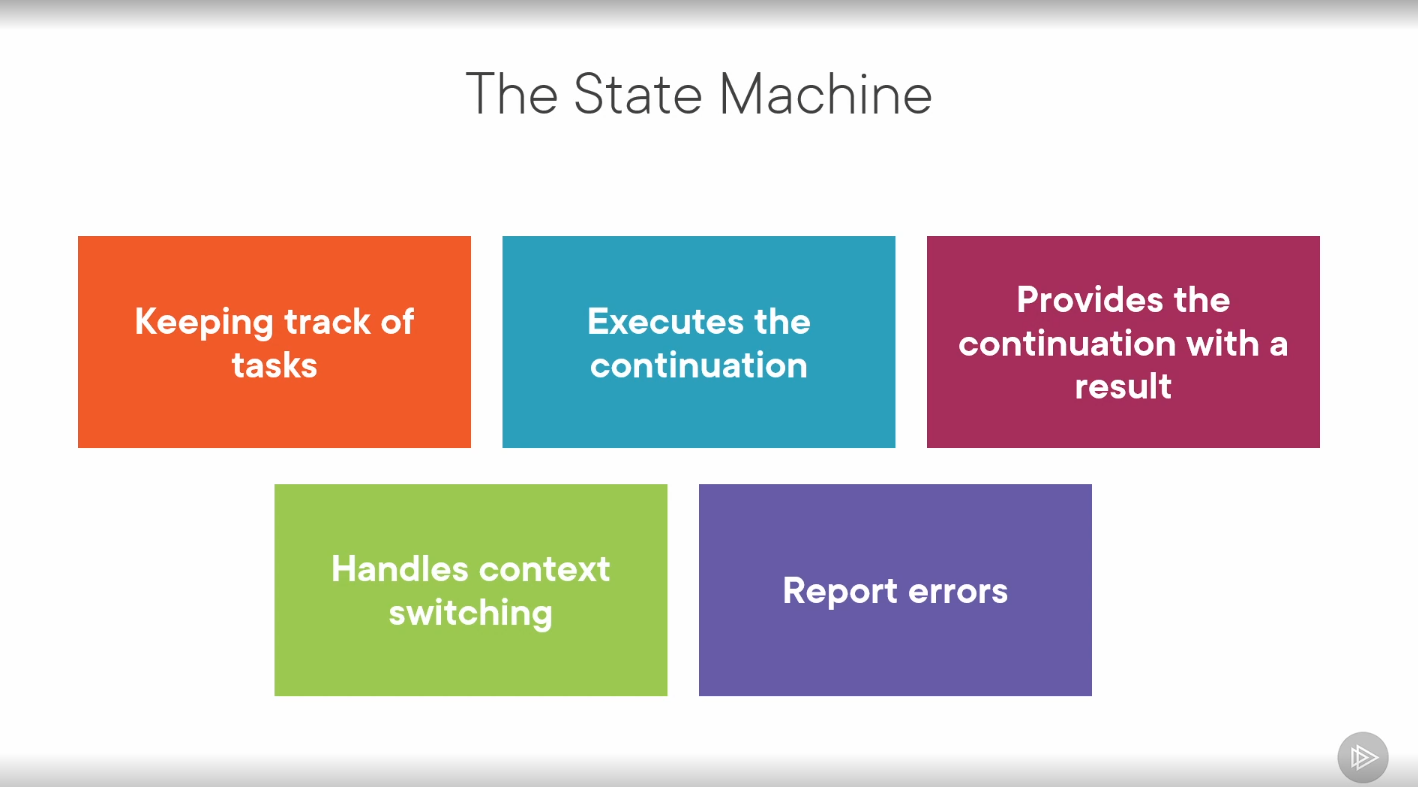 The State Machine
Keeping track of
tasks
Executes the
continuation
Provides the
continuation with a
result
Handles context
switching
Report errors